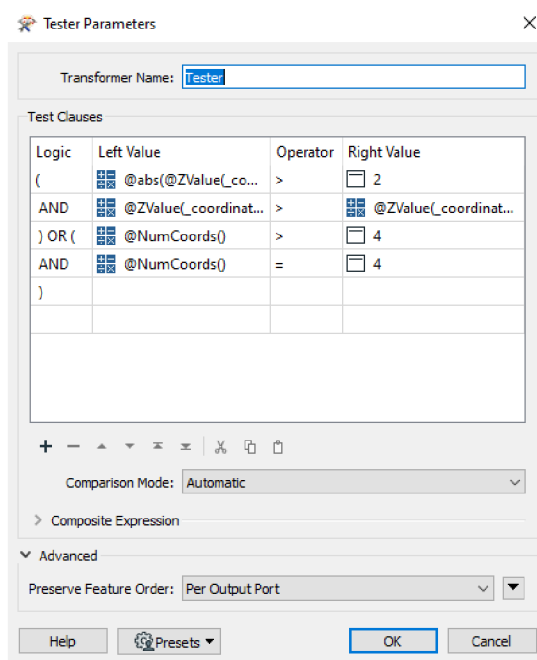 Tester Parameters
Transformer Name: Tester
Test Clauses
Logic Left Value Operator Right Value
( @abs(@ZValue(_co... > 2
AND @ZValue(_coordinat... > @ZValue(_coordinat...
) OR ( @NumCoords() > 4
AND @NumCoords() = 4
)
Comparison Mode: Automatic
Composite Expression
Advanced
Preserve Feature Order: Per Output Port
Help Presets OK Cancel